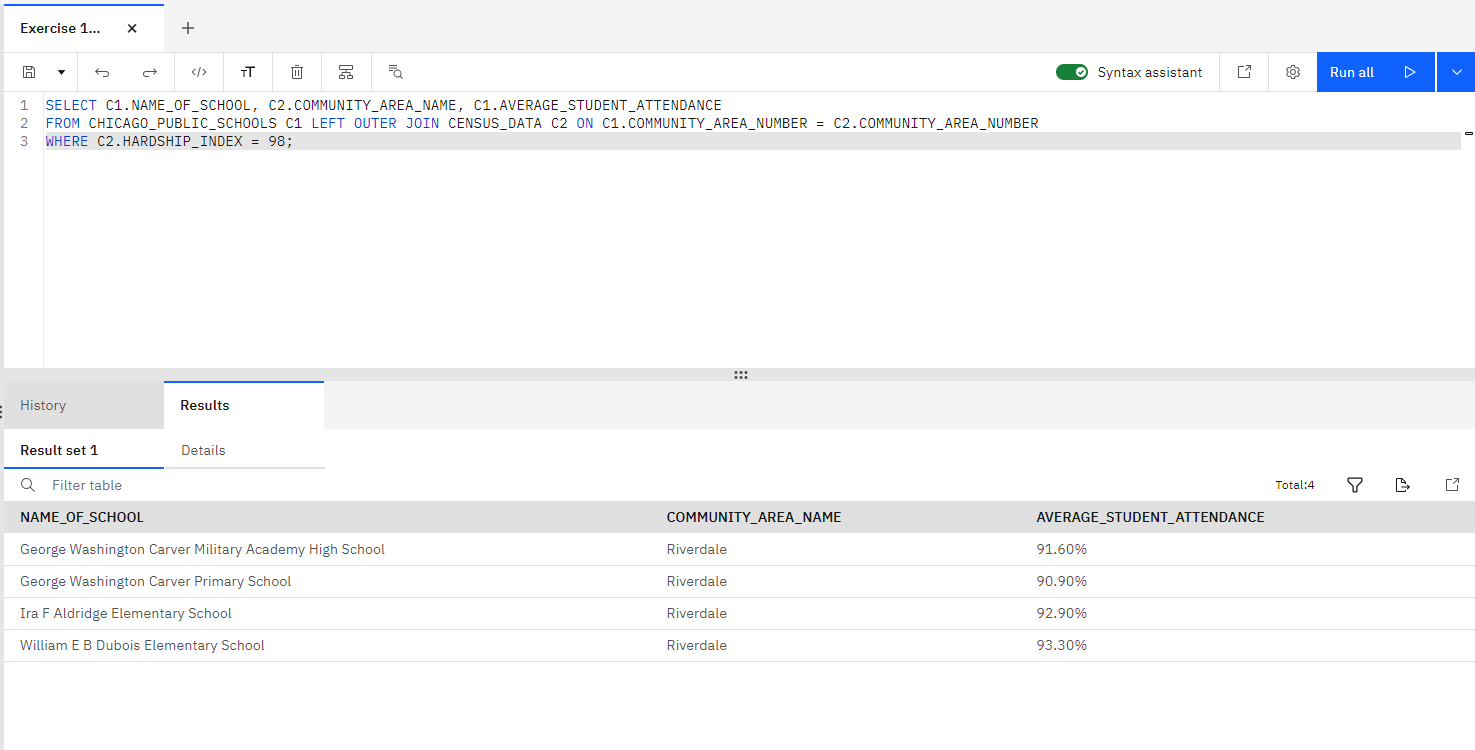 Exercise 1...
Syntax assistant
Run all
1 SELECT C1.NAME_OF_SCHOOL, C2.COMMUNITY_AREA_NAME, C1.AVERAGE_STUDENT_ATTENDANCE
2 FROM CHICAGO_PUBLIC_SCHOOLS C1 LEFT OUTER JOIN CENSUS_DATA C2 ON C1.COMMUNITY_AREA_NUMBER = C2.COMMUNITY_AREA_NUMBER
3 WHERE C2.HARDSHIP_INDEX = 98;
History Results
Result set 1 Details
Filter table Total:4
NAME_OF_SCHOOL COMMUNITY_AREA_NAME AVERAGE_STUDENT_ATTENDANCE
George Washington Carver Military Academy High School Riverdale 91.60%
George Washington Carver Primary School Riverdale 90.90%
Ira F Aldridge Elementary School Riverdale 92.90%
William E B Dubois Elementary School Riverdale 93.30%